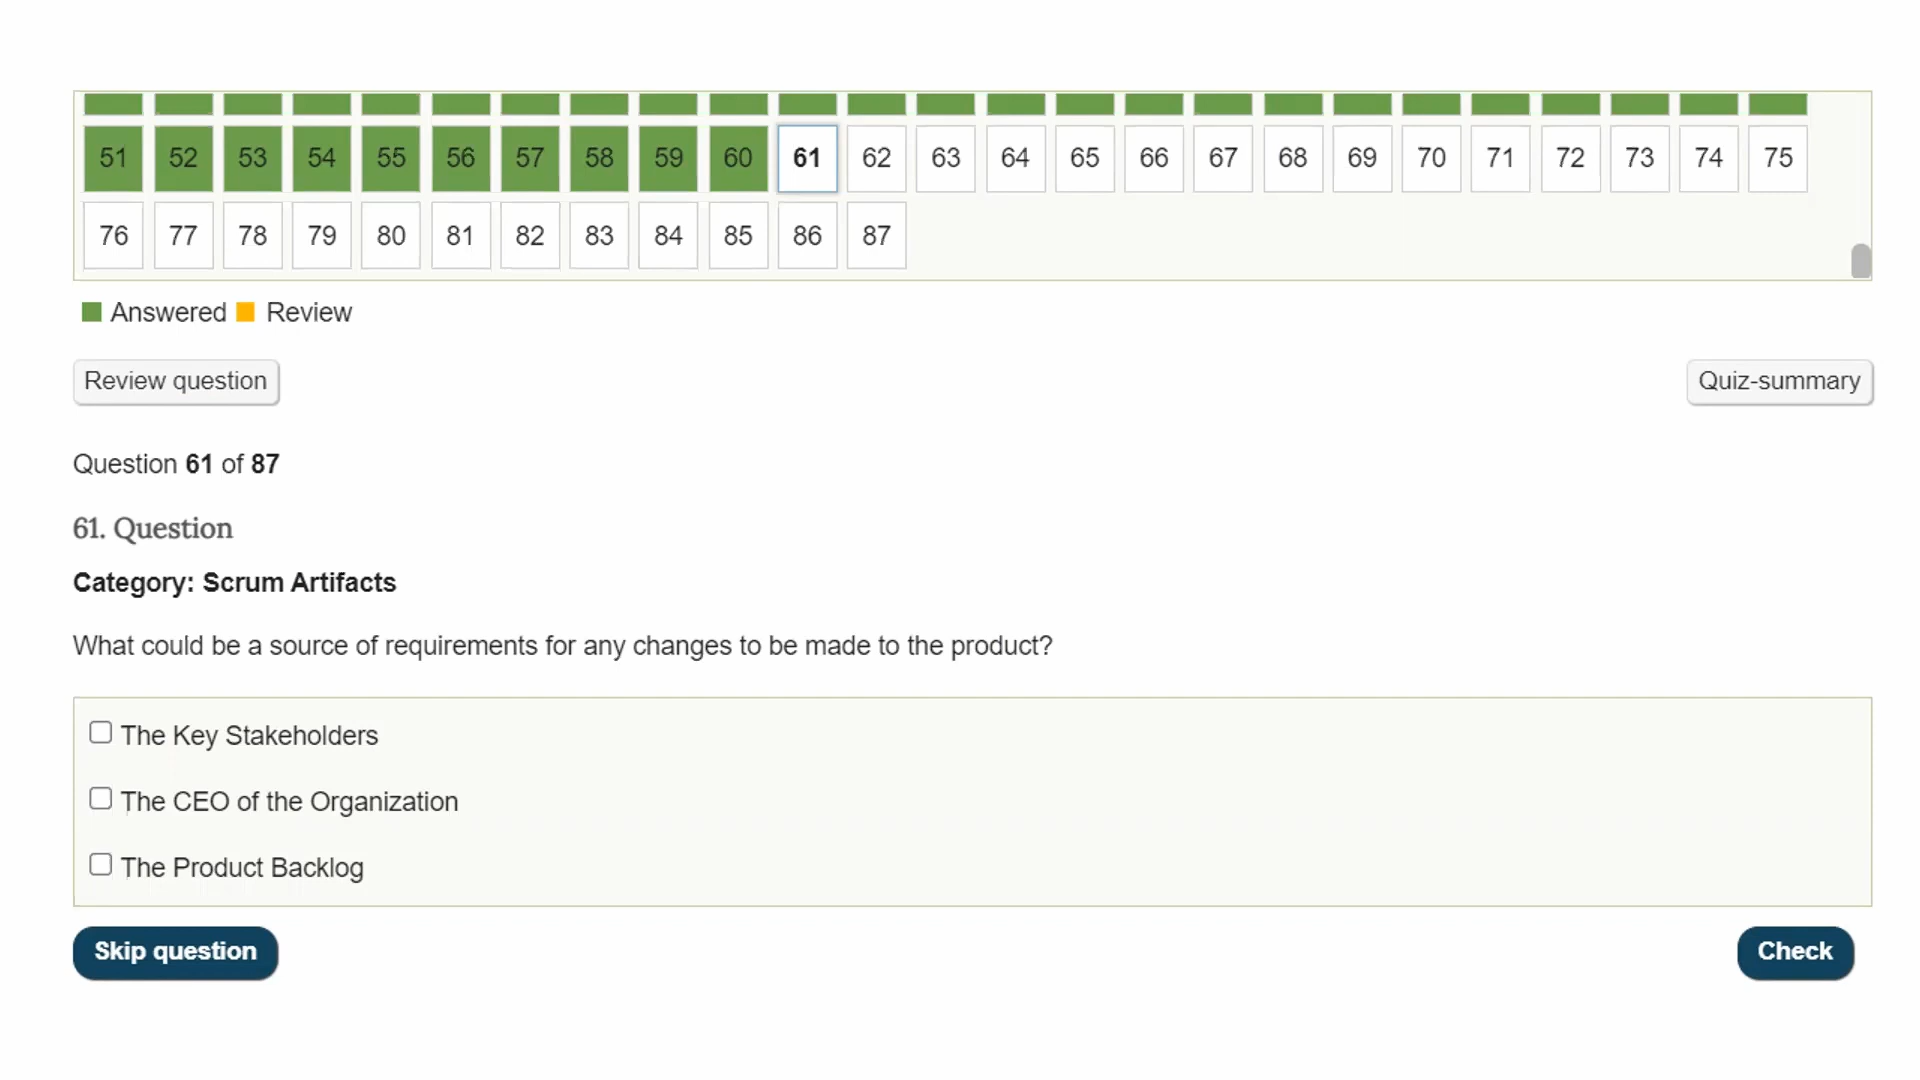 51 52 53 54 55 56 57 58 59 60 61 62 63 64 65 66 67 68 69 70 71 72 73 74 75
76 77 78 79 80 81 82 83 84 85 86 87
Answered Review
Review question Quiz-summary
Question 61 of 87
61. Question
Category: Scrum Artifacts
What could be a source of requirements for any changes to be made to the product?
The Key Stakeholders
The CEO of the Organization
The Product Backlog
Skip question Check